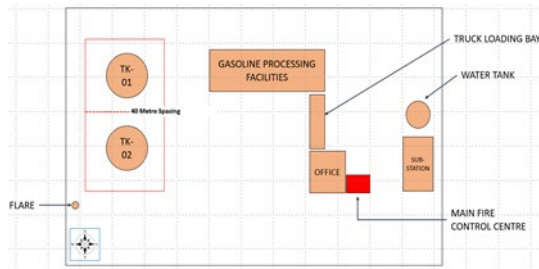 TRUCK LOADING BAY
GASOLINE PROCESSING
FACILITIES
TK-
01
WATER TANK
40 Metro Spacing
TK-
02
OFFICE
SUB-
STATION
FLARE
MAIN FIRE
CONTROL CENTRE